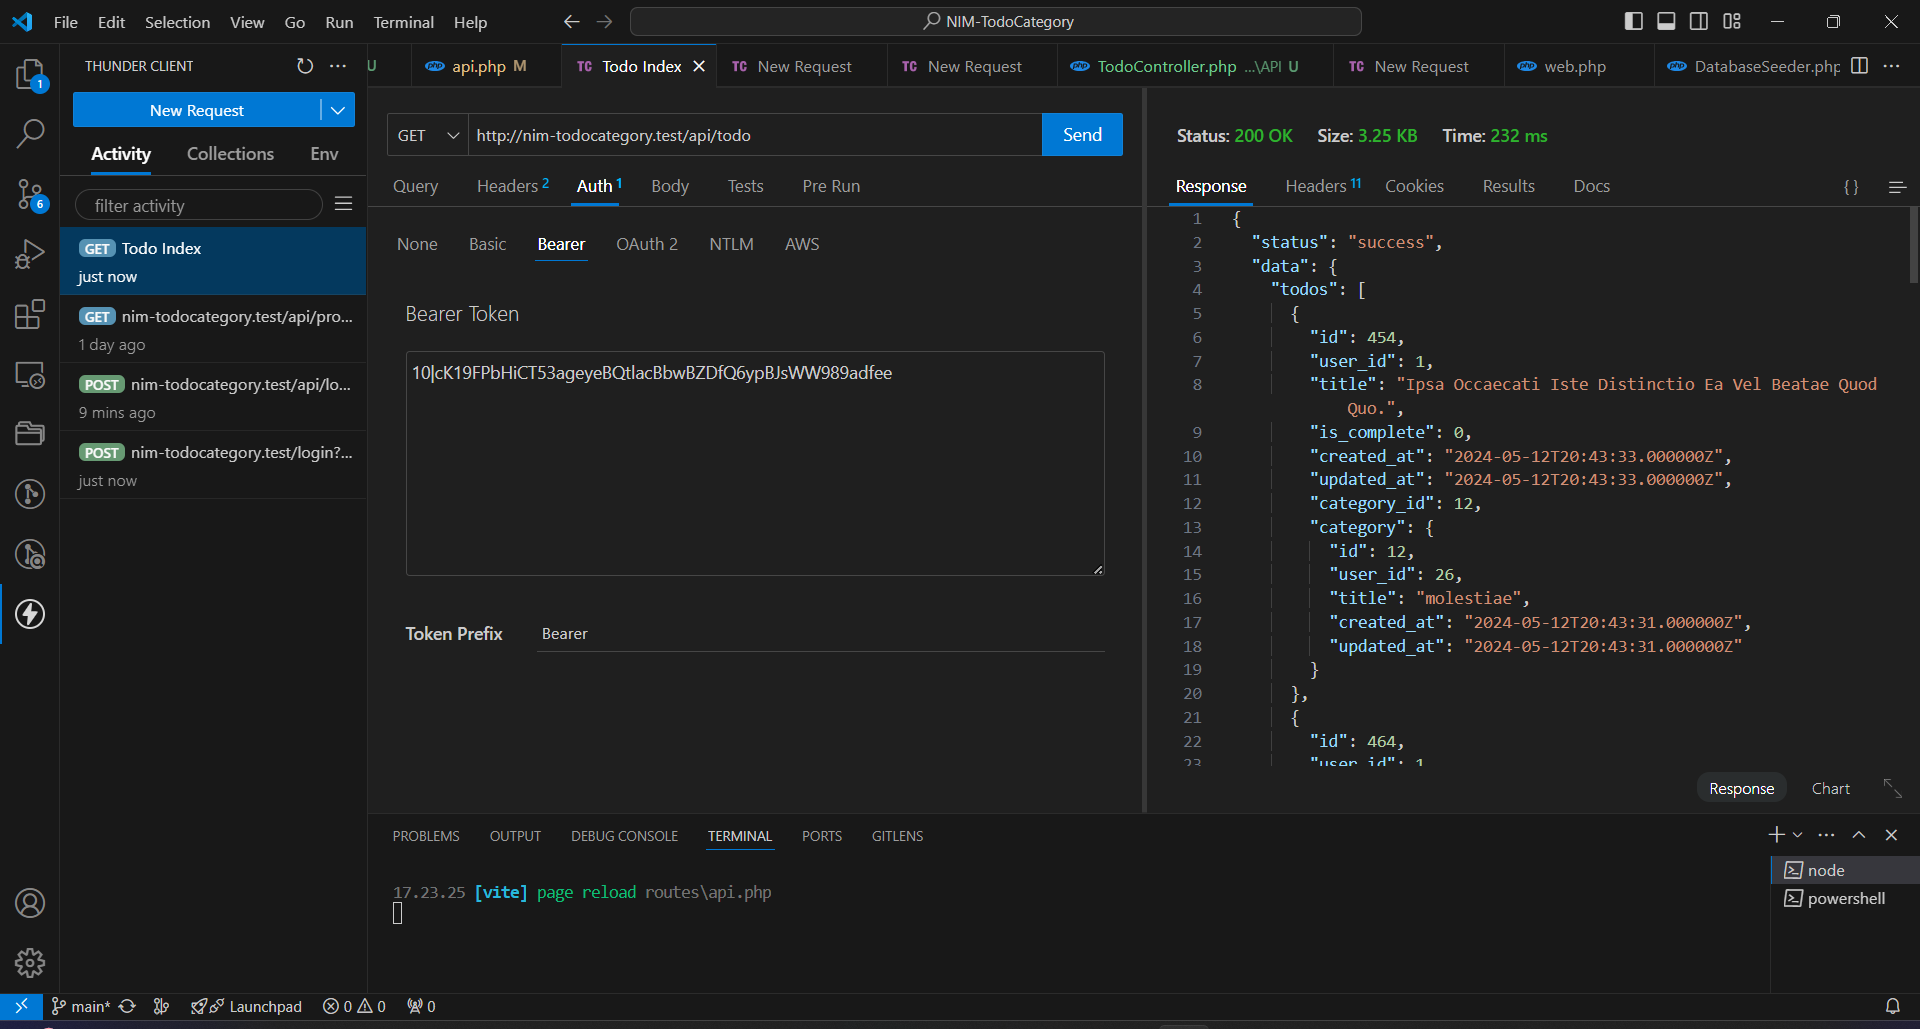 File Edit Selection View Go Run Terminal Help
NIM-TodoCategory
THUNDER CLIENT
U
api.php M
TC Todo Index
TC New Request
TC New Request
TodoController.php ...\API U
TC New Request
web.php
DatabaseSeeder.php
1
6
New Request
Activity Collections Env
filter activity
GET Todo Index
just now
GET nim-todocategory.test/api/pro...
1 day ago
POST nim-todocategory.test/api/lo...
9 mins ago
POST nim-todocategory.test/login?...
just now
GET http://nim-todocategory.test/api/todo Send
Query Headers 2 Auth 1 Body Tests Pre Run
None Basic Bearer OAuth 2 NTLM AWS
Bearer Token
10|cK19FPbHiCT53ageyeBQtlacBbwBZDfQ6ypBJsWW989adfee
Token Prefix Bearer
Status: 200 OK Size: 3.25 KB Time: 232 ms
Response Headers 11 Cookies Results Docs { }
1 {
2 "status": "success",
3 "data": {
4 "todos": [
5 {
6 "id": 454,
7 "user_id": 1,
8 "title": "Ipsa Occaecati Iste Distinctio Ea Vel Beatae Quod
Quo.",
9 "is_complete": 0,
10 "created_at": "2024-05-12T20:43:33.000000Z",
11 "updated_at": "2024-05-12T20:43:33.000000Z",
12 "category_id": 12,
13 "category": {
14 "id": 12,
15 "user_id": 26,
16 "title": "molestiae",
17 "created_at": "2024-05-12T20:43:31.000000Z",
18 "updated_at": "2024-05-12T20:43:31.000000Z"
19 }
20 },
21 {
22 "id": 464,
23 "user_id": 1
Response Chart
PROBLEMS OUTPUT DEBUG CONSOLE TERMINAL PORTS GITLENS
17.23.25 [vite] page reload routes\api.php
node
powershell
main* Launchpad 0 0 0